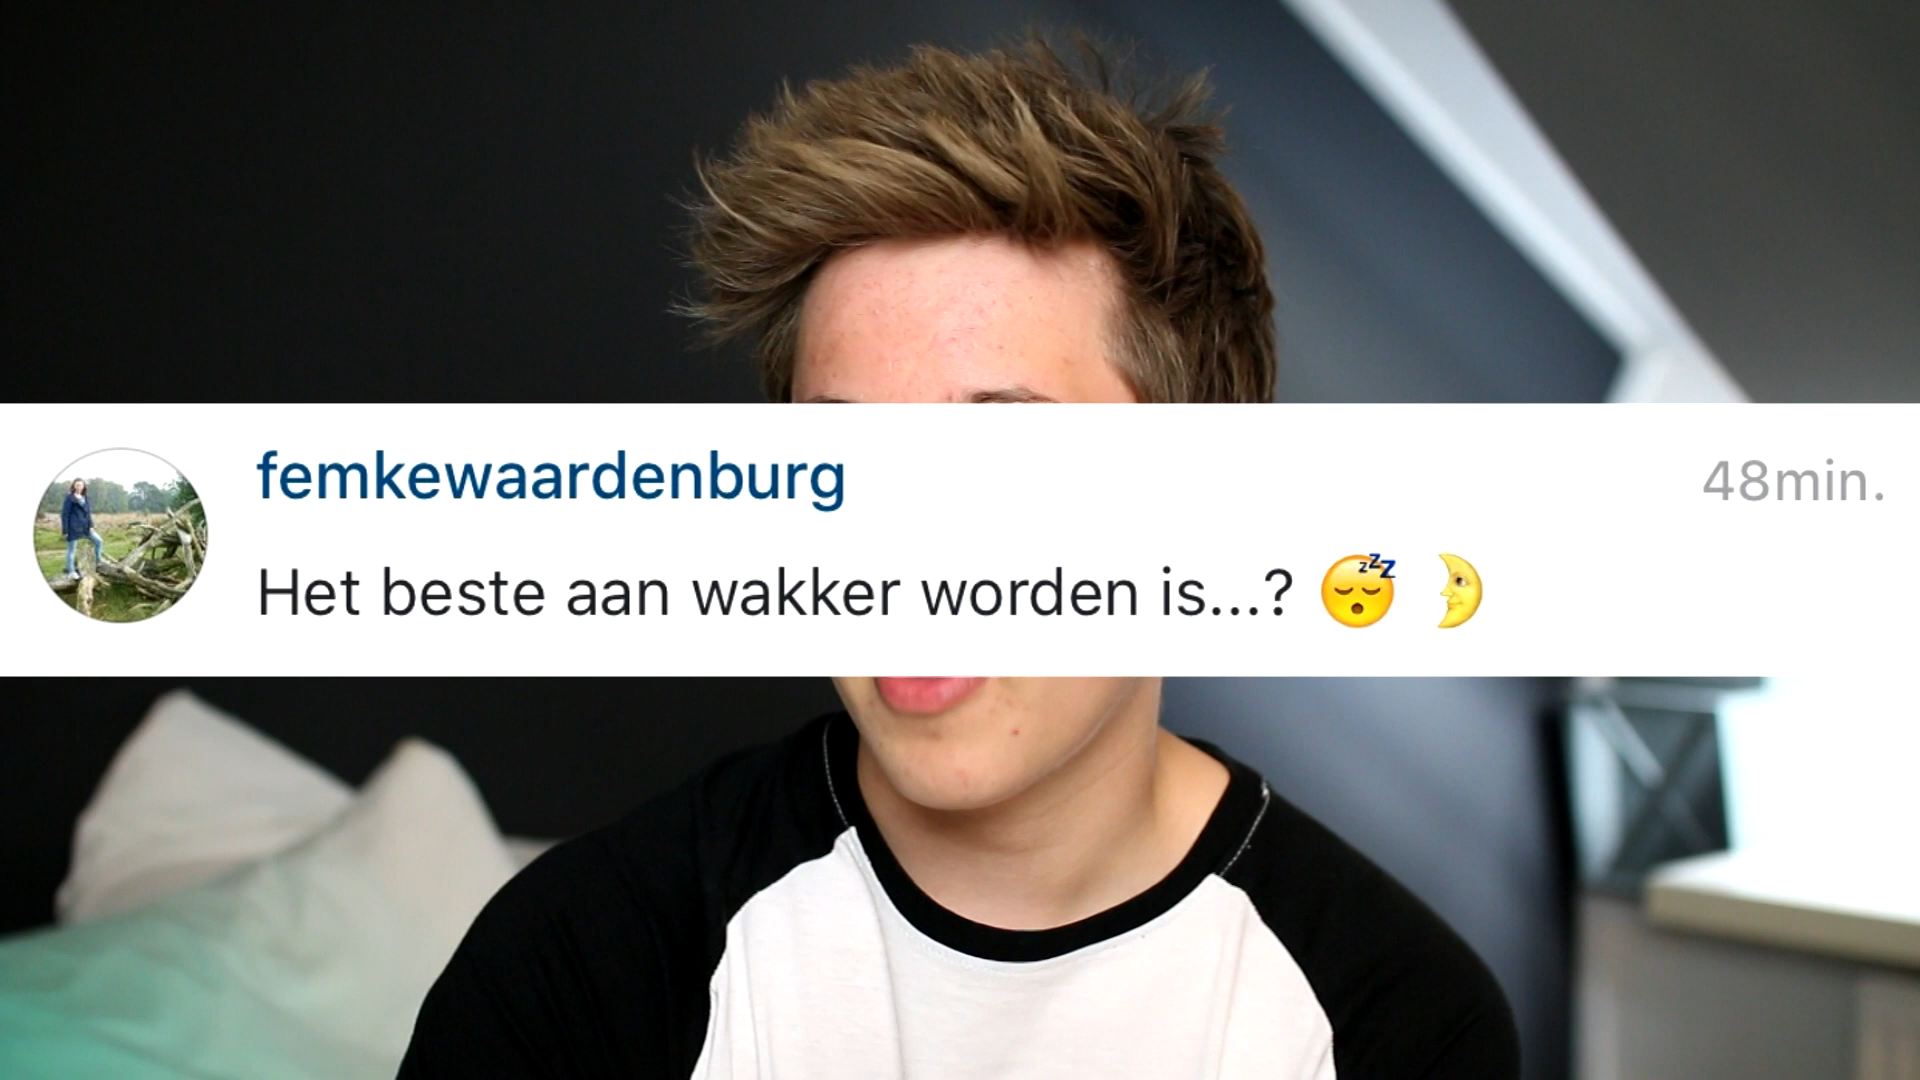 femkewaardenburg
48min.
Het beste aan wakker worden is...? 😴 🌛